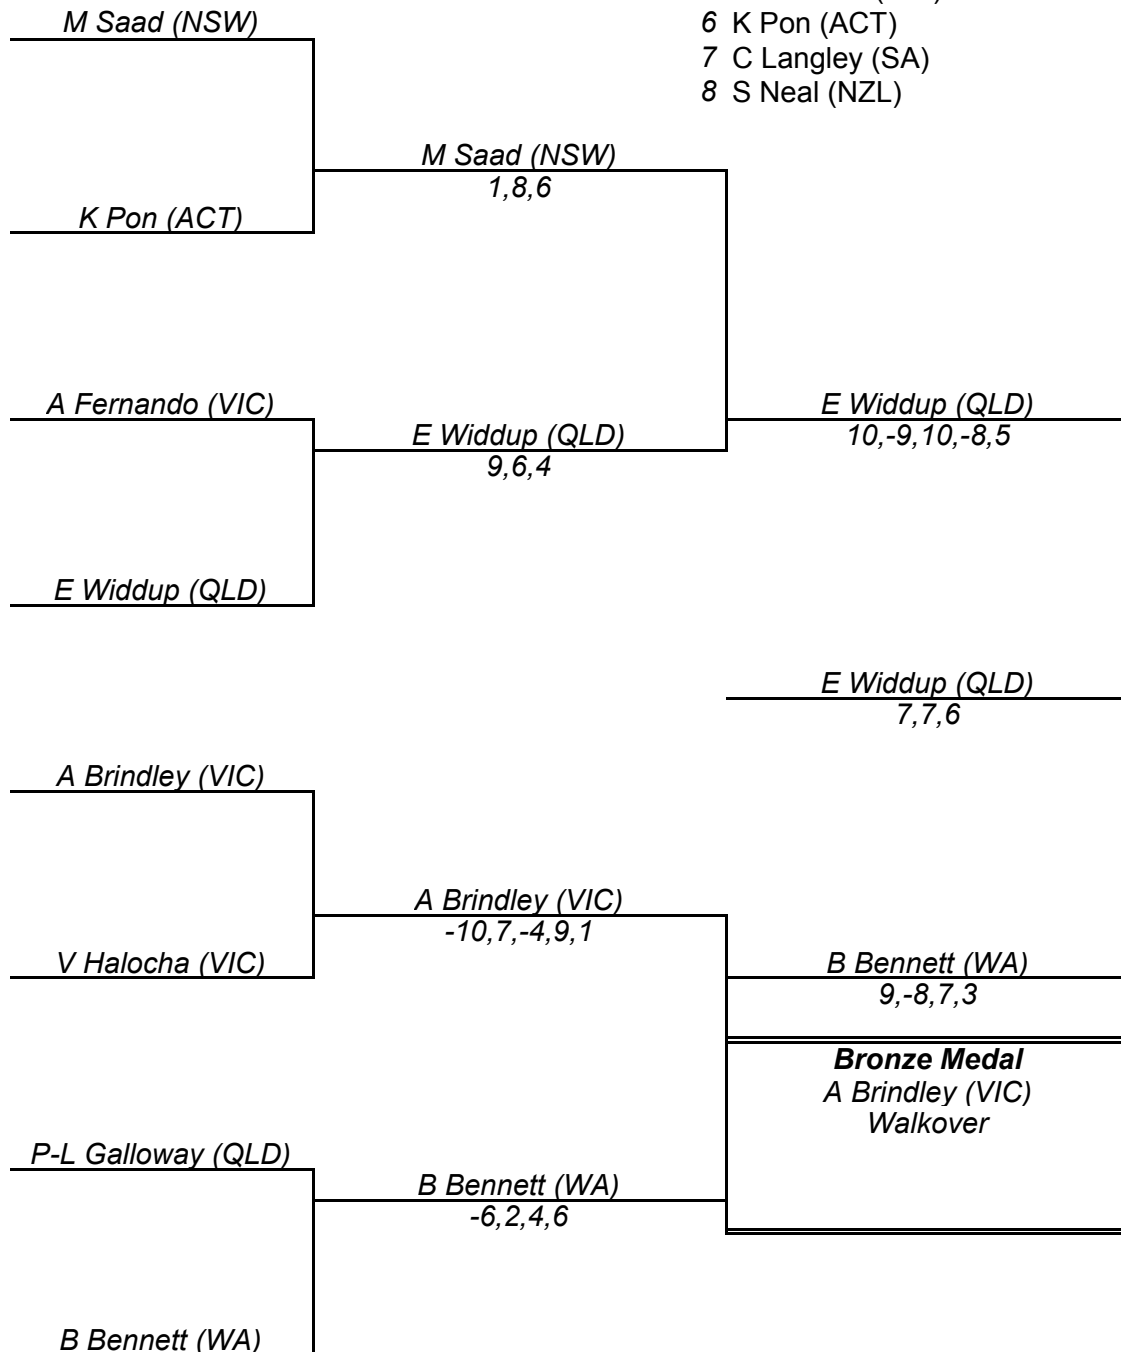 M Saad (NSW)
6 K Pon (ACT)
7 C Langley (SA)
8 S Neal (NZL)
M Saad (NSW)
1,8,6
K Pon (ACT)
A Fernando (VIC)
E Widdup (QLD)
10,-9,10,-8,5
E Widdup (QLD)
9,6,4
E Widdup (QLD)
E Widdup (QLD)
7,7,6
A Brindley (VIC)
A Brindley (VIC)
-10,7,-4,9,1
V Halocha (VIC)
B Bennett (WA)
9,-8,7,3
Bronze Medal
A Brindley (VIC)
Walkover
P-L Galloway (QLD)
B Bennett (WA)
-6,2,4,6
B Bennett (WA)